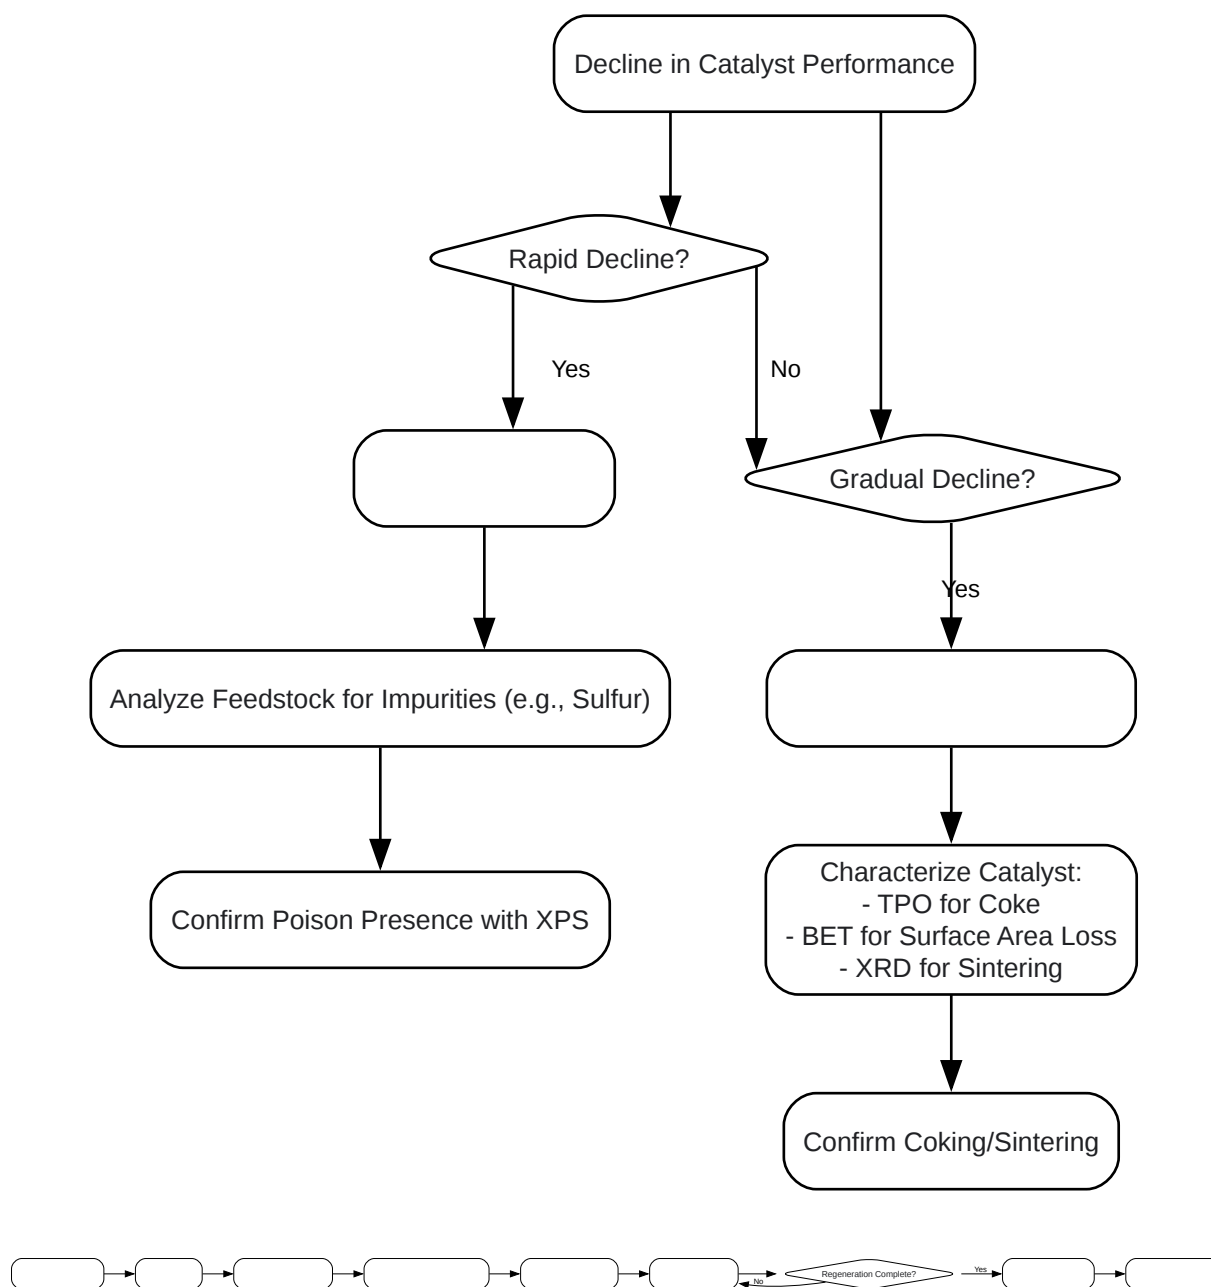 Decline in Catalyst Performance
Rapid Decline?
Yes
No
Gradual Decline?
Yes
Analyze Feedstock for Impurities (e.g., Sulfur)
Characterize Catalyst:
- TPO for Coke
- BET for Surface Area Loss
- XRD for Sintering
Confirm Poison Presence with XPS
Confirm Coking/Sintering
Regeneration Complete?
Yes
No